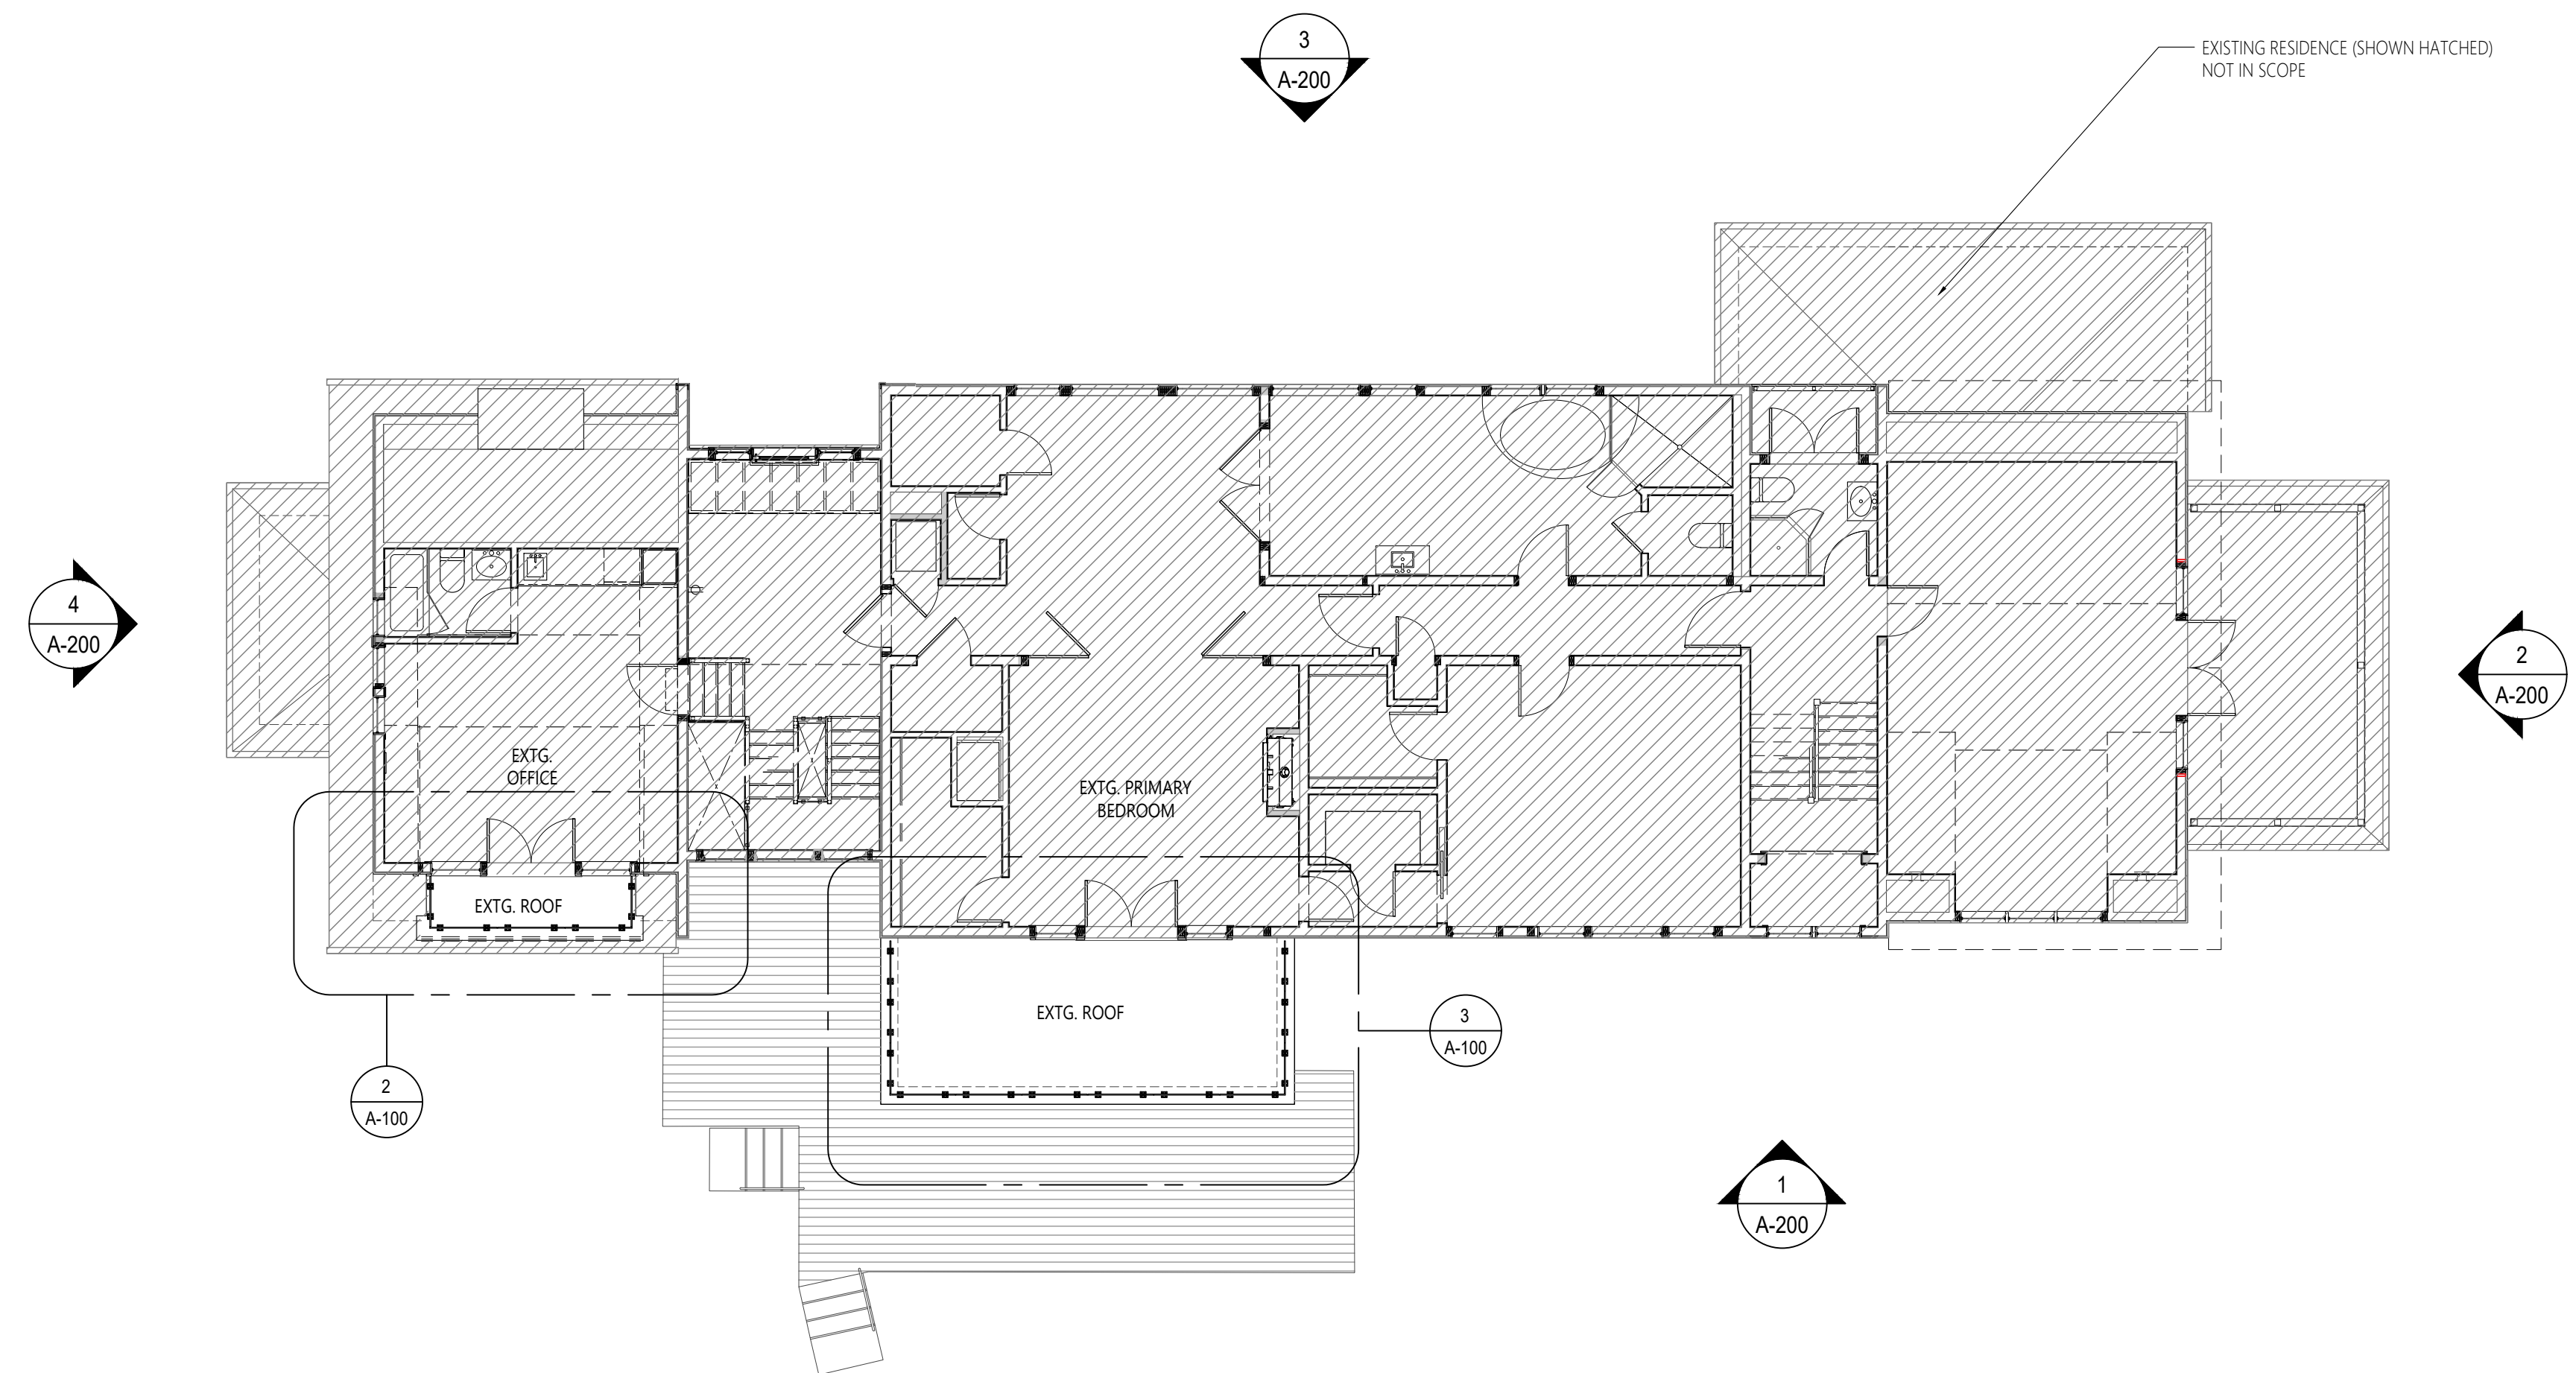 3
A-200
EXISTING RESIDENCE (SHOWN HATCHED)
NOT IN SCOPE
4
A-200
2
A-200
EXTG.
OFFICE
EXTG. PRIMARY
BEDROOM
EXTG. ROOF
EXTG. ROOF
3
A-100
2
A-100
1
A-200